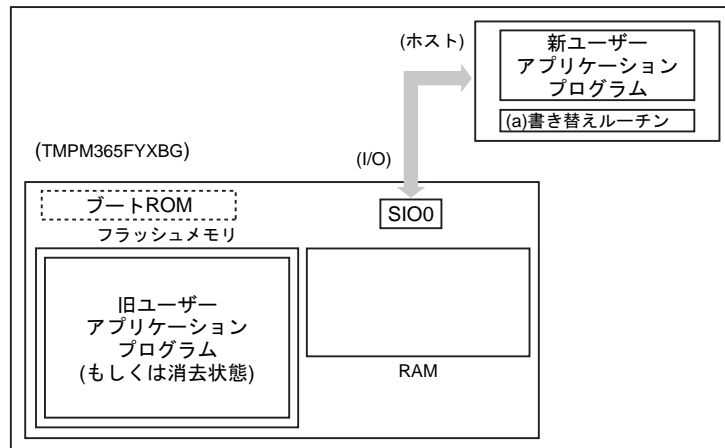 (ホスト)
新ユーザー
アプリケーション
プログラム
(a)書き替えルーチン
(TMPM365FYXBG)
(I/O)
ブートROM
SIO0
フラッシュメモリ
旧ユーザー
アプリケーション
プログラム
(もしくは消去状態)
RAM